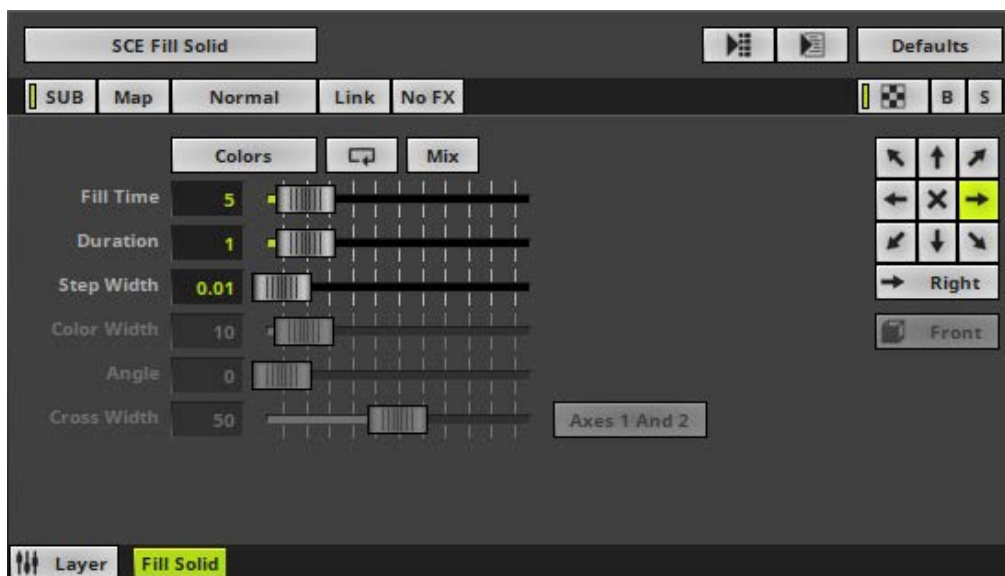 SCE Fill Solid Defaults
SUB Map Normal Link No FX B S
Colors Mix
Fill Time 5
Duration 1
Step Width 0.01 Right
Color Width 10 Front
Angle 0
Cross Width 50 Axes 1 And 2
Layer Fill Solid